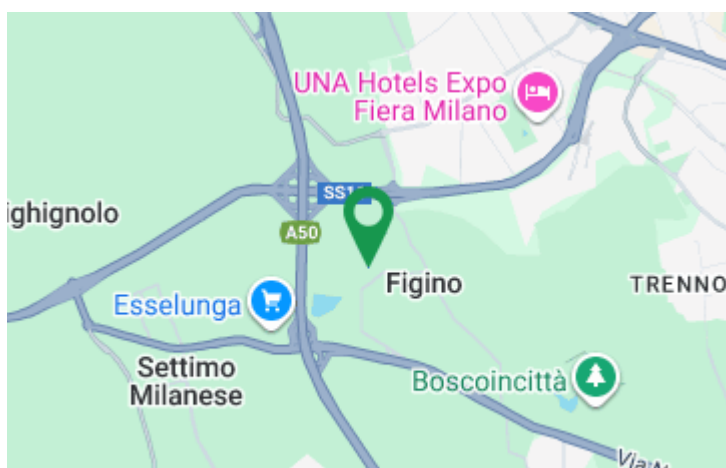 UNA Hotels Expo
Fiera Milano
SS11
ighignolo
A50
Figino
TRENNO
Esselunga
Settimo
Milanese
Boscoincittà